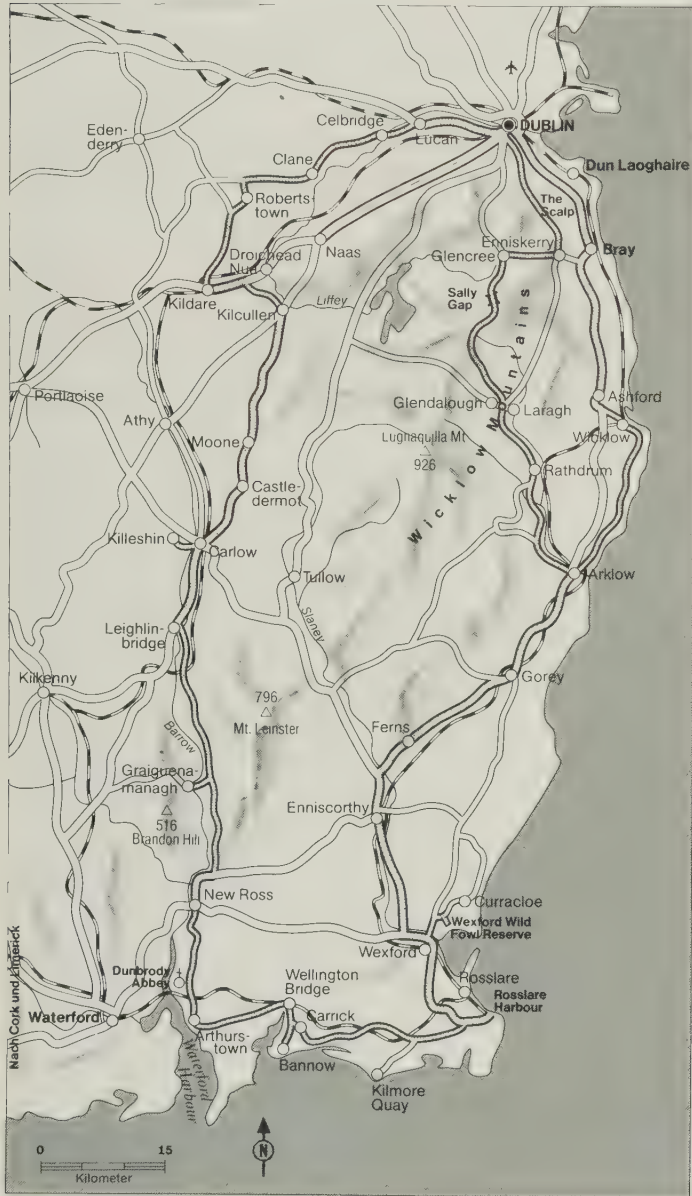 DUBLIN
Celbridge
Lucan
Eden-
derry
Clane
Dun Laoghaire
Roberts-
town
The
Scalp
Naas
Enniskerry
Glencree
Bray
Droichead
Nua
Kildare
Liffey
Sally
Gap
Kilcullen
Portlaoise
Wicklow Mountains
Glendalough
Laragh
Ashford
Athy
Moone
Lugnaquilla Mt.
926
Wicklow
Rathdrum
Castle-
dermot
Killeshin
Carlow
Tullow
Arklow
Slaney
Leighlin-
bridge
Kilkenny
Gorey
796
Mt. Leinster
Barrow
Ferns
Graiguena-
managh
516
Brandon Hill
Enniscorthy
New Ross
Curracloe
Wexford Wild
Fowl Reserve
Wexford
Nach Cork und Limerick
Dunbrody
Abbey
Wellington
Bridge
Rosslare
Rosslare
Harbour
Waterford
Arthurs-
town
Carrick
Waterford
Harbour
Bannow
Kilmore
Quay
N
0 15
Kilometer